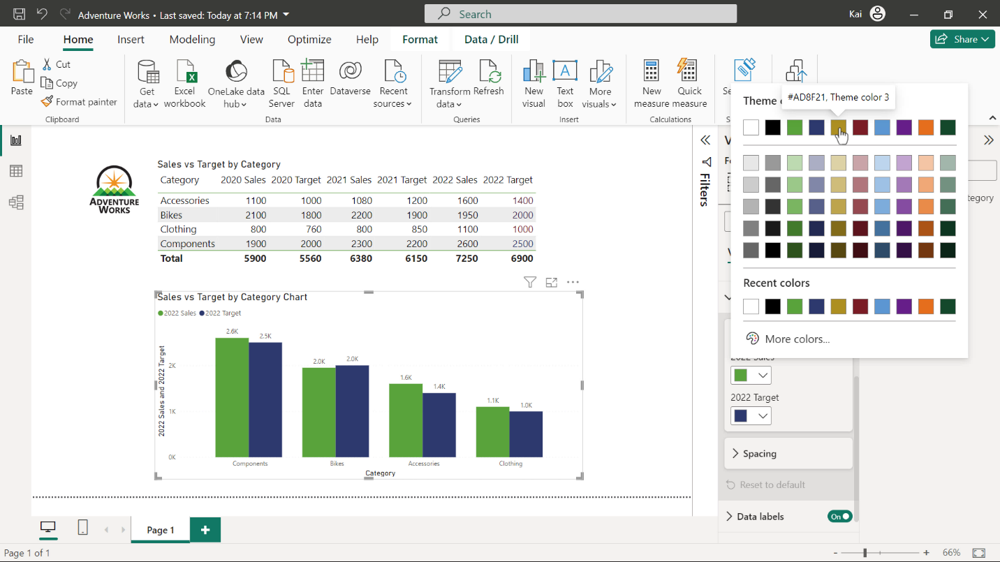 Adventure Works • Last saved: Today at 7:14 PM
Search
Kai
File Home Insert Modeling View Optimize Help Format Data / Drill
Share
Paste
Cut
Copy
Format painter
Clipboard
Get data
Excel workbook
OneLake data hub
SQL Server
Enter data
Dataverse
Recent sources
Data
Transform data
Refresh
Queries
New visual
Text box
More visuals
Insert
New measure
Quick measure
Calculations
Se
S
Theme c
#AD8F21, Theme color 3
Recent colors
More colors...
Filters
V
Fo
tegory
ADVENTURE
WORKS
Sales vs Target by Category
Category 2020 Sales 2020 Target 2021 Sales 2021 Target 2022 Sales 2022 Target
Accessories 1100 1000 1080 1200 1600 1400
Bikes 2100 1800 2200 1900 1950 2000
Clothing 800 760 800 850 1100 1000
Components 1900 2000 2300 2200 2600 2500
Total 5900 5560 6380 6150 7250 6900
Sales vs Target by Category Chart
2022 Sales 2022 Target
2022 Sales and 2022 Target
2K
1K
0K
2.6K 2.5K 2.0K 2.0K 1.6K 1.4K 1.1K 1.0K
Components Bikes Accessories Clothing
Category
2022 Sales
2022 Target
Spacing
Reset to default
Data labels On
Page 1
Page 1 of 1
- + 66%